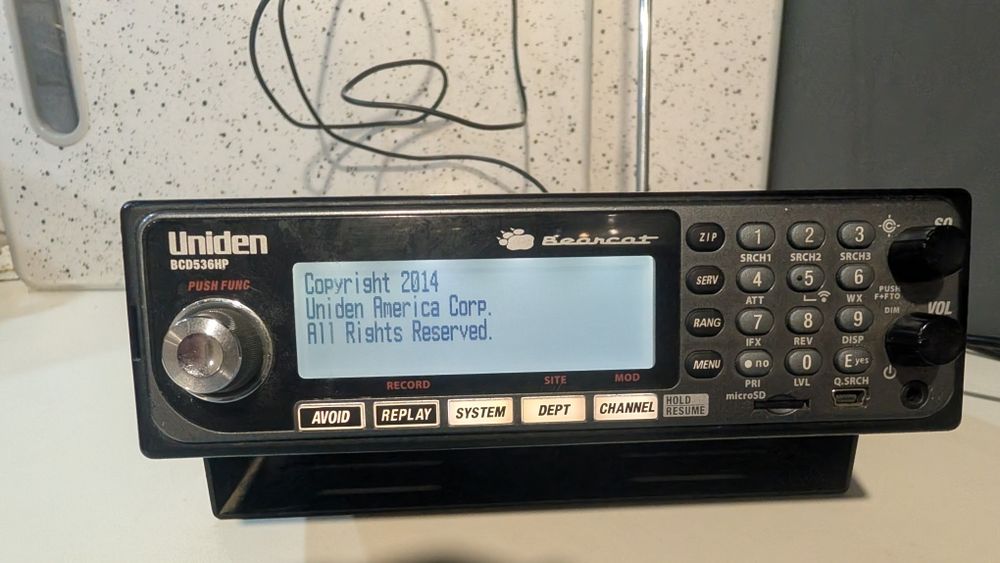 Uniden
BCD536HP
PUSH FUNC
Bearcat
Copyright 2014
Uniden America Corp.
All Rights Reserved.
RECORD
SITE
MOD
AVOID
REPLAY
SYSTEM
DEPT
CHANNEL
HOLD
RESUME
ZIP
1
2
3
SRCH1
SRCH2
SRCH3
SERV
4
5
6
ATT
WX
RANG
7
8
9
IFX
REV
DISP
MENU
• no
0
E yes
PRI
LVL
Q.SRCH
microSD
C
SQ
PUSH
F→FTO
DIM
VOL